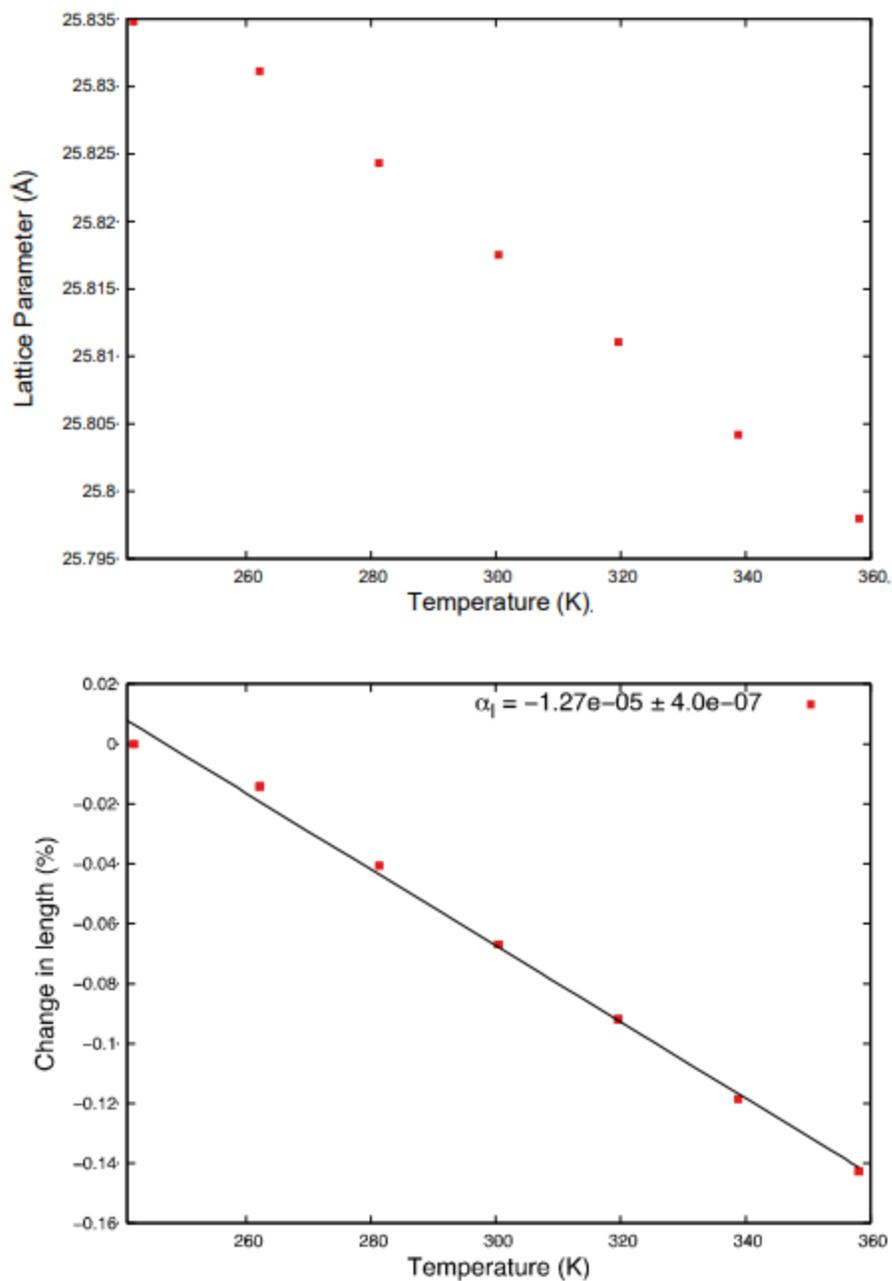 25.835
25.83
25.825
25.82
25.815
25.81
25.805
25.8
25.795
Lattice Parameter (Å)
260 280 300 320 340 360.
Temperature (K).
0.02
0
−0.02
−0.04
−0.06
−0.08
−0.1
−0.12
−0.14
−0.16
Change in length (%)
αl = −1.27e−05 ± 4.0e−07
260 280 300 320 340 360
Temperature (K)